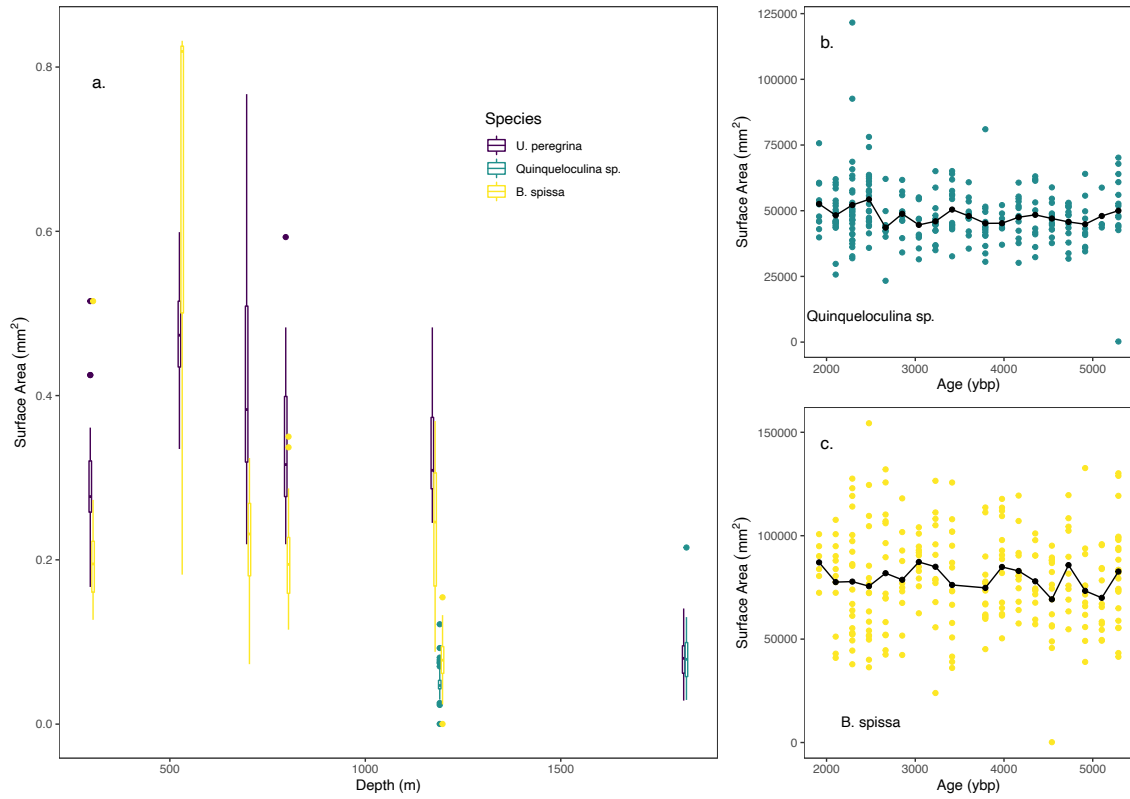 a.
Species
U. peregrina
Quinqueloculina sp.
B. spissa
0.8
0.6
0.4
0.2
0.0
Surface Area (mm²)
500
1000
1500
Depth (m)
b.
125000
100000
75000
50000
25000
0
Surface Area (mm²)
Quinqueloculina sp.
2000
3000
4000
5000
Age (ybp)
c.
150000
100000
50000
0
Surface Area (mm²)
B. spissa
2000
3000
4000
5000
Age (ybp)